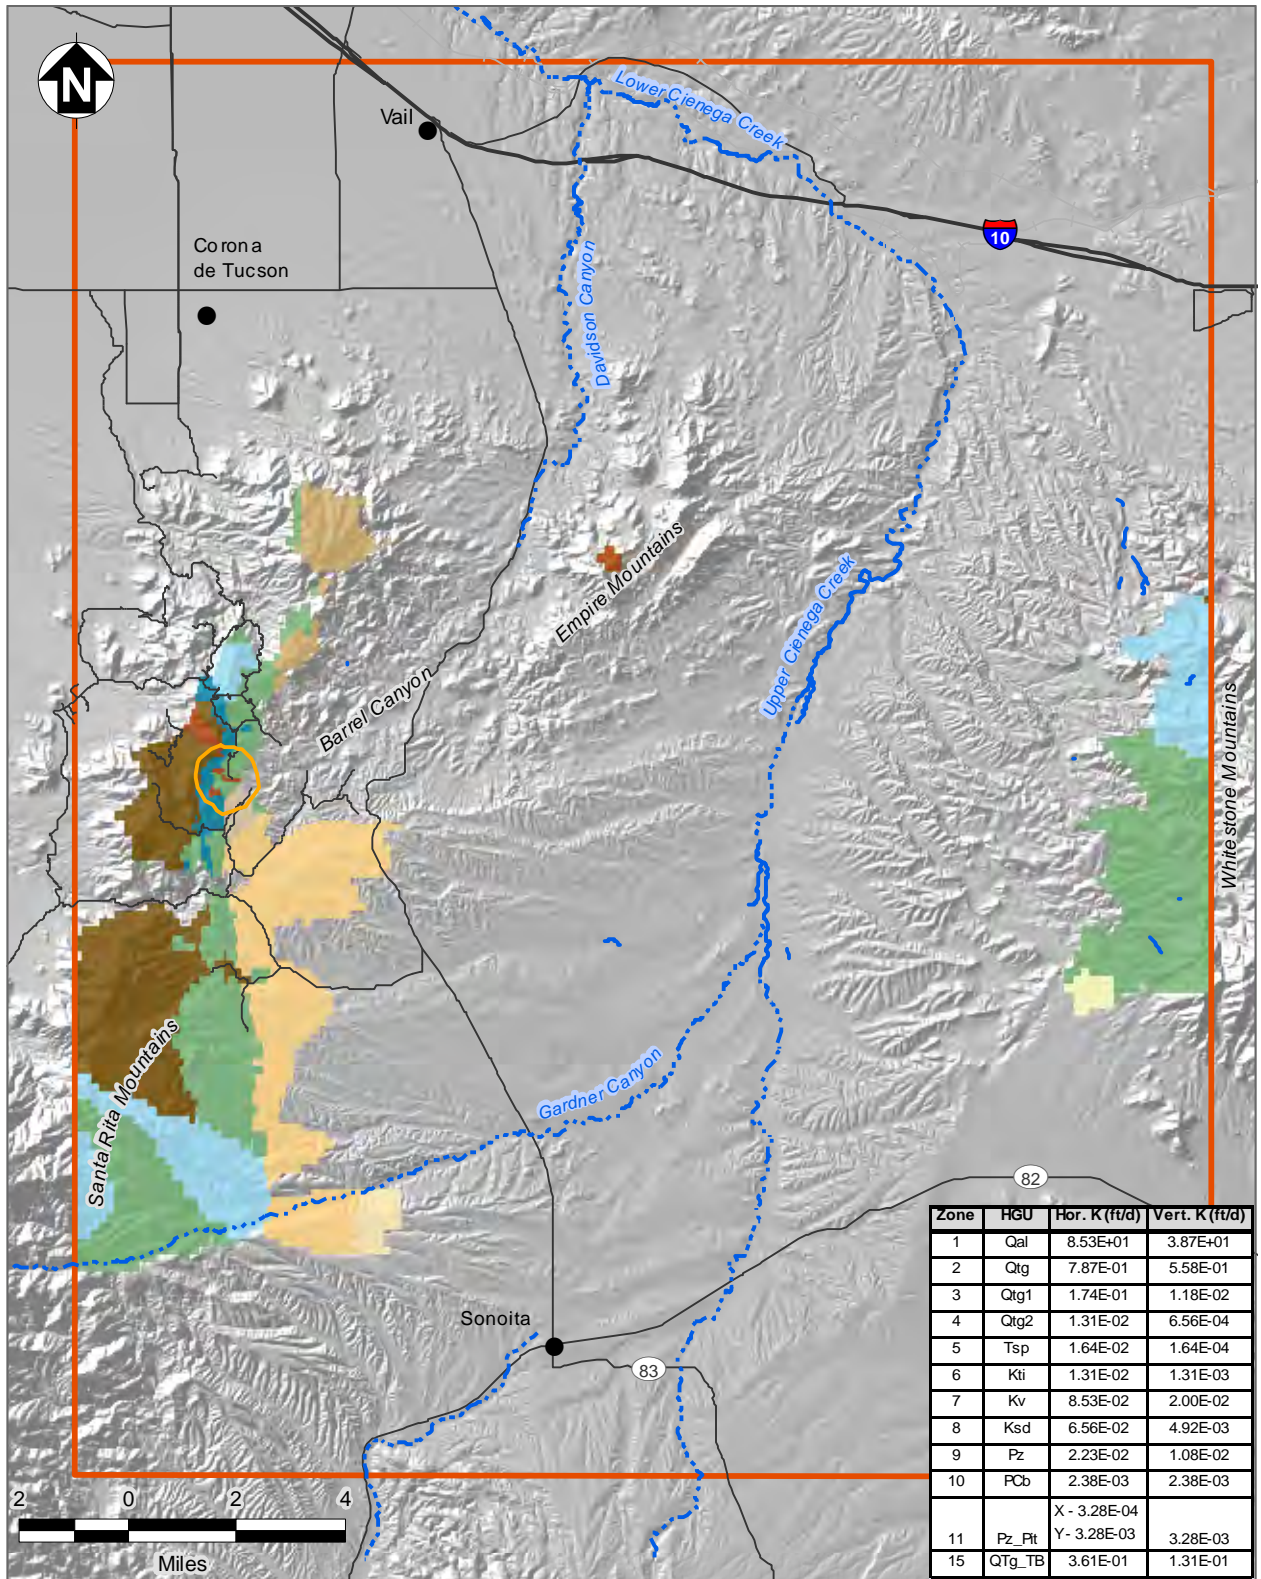 N
Vail
Lower Cienega Creek
10
Corona
de Tucson
Davidson Canyon
Empire Mountains
Upper Cienega Creek
Barrel Canyon
Whitestone Mountains
Santa Rita Mountains
Gardner Canyon
82
Sonoita
83
2 0 2 4
Miles
Zone HGU Hor. K (ft/d) Vert. K (ft/d)
1 Qal 8.53E+01 3.87E+01
2 Qtg 7.87E-01 5.58E-01
3 Qtg1 1.74E-01 1.18E-02
4 Qtg2 1.31E-02 6.56E-04
5 Tsp 1.64E-02 1.64E-04
6 Kti 1.31E-02 1.31E-03
7 Kv 8.53E-02 2.00E-02
8 Ksd 6.56E-02 4.92E-03
9 Pz 2.23E-02 1.08E-02
10 PCb 2.38E-03 2.38E-03
X - 3.28E-04
Y - 3.28E-03
11 Pz_Pit 3.28E-03
15 QTg_TB 3.61E-01 1.31E-01